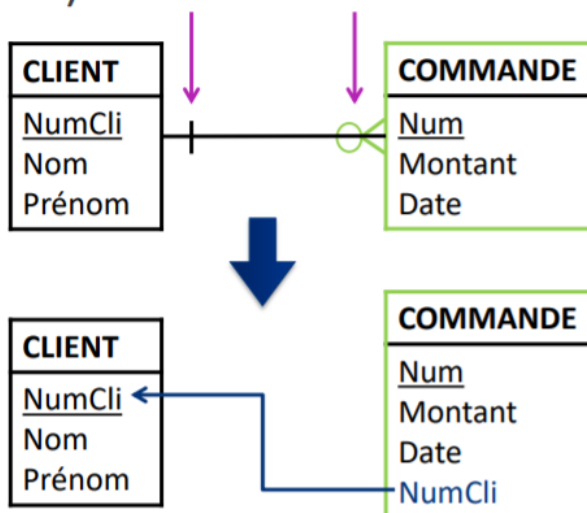 CLIENT
NumCli
Nom
Prénom
COMMANDE
Num
Montant
Date
CLIENT
NumCli
Nom
Prénom
COMMANDE
Num
Montant
Date
NumCli